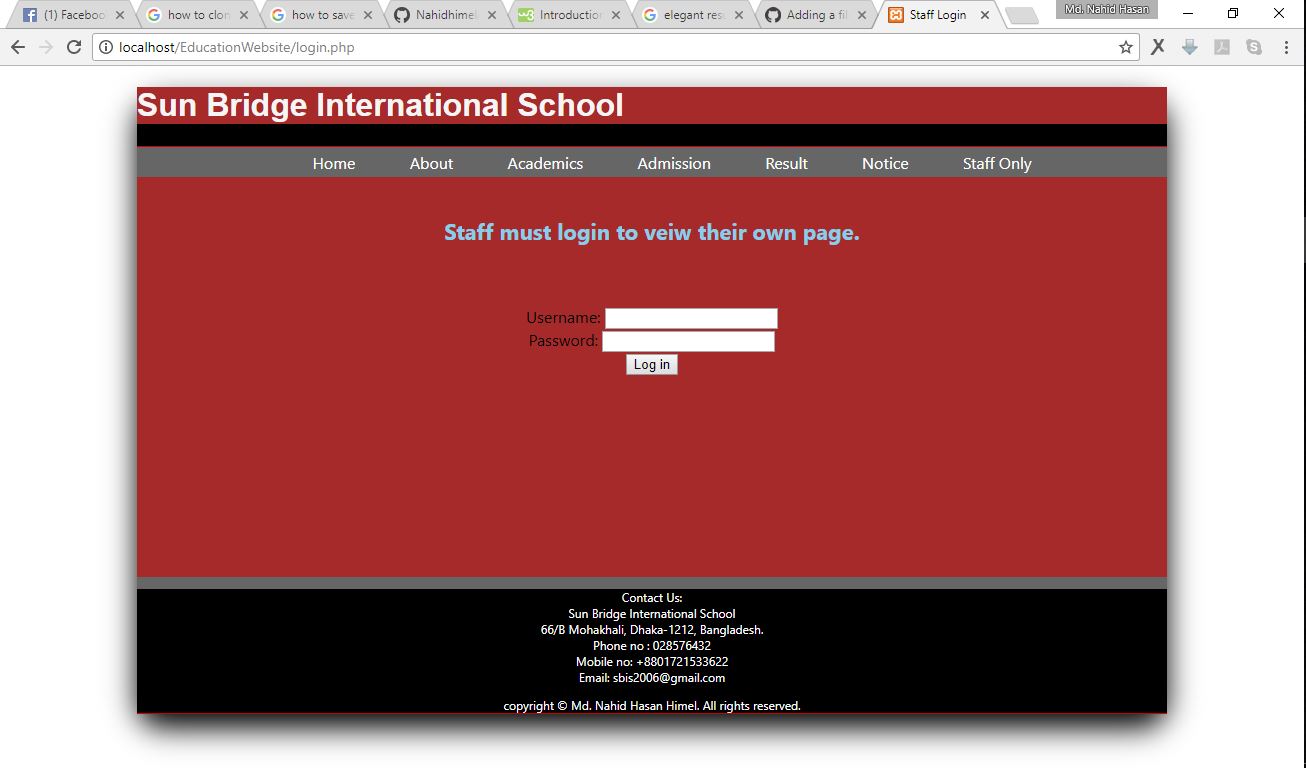 (1) Faceboo
how to clon
how to save
Nahidhime
Introduction
elegant resu
Adding a fil
Staff Login
Md. Nahid Hasan
localhost/EducationWebsite/login.php
Sun Bridge International School
Home About Academics Admission Result Notice Staff Only
Staff must login to veiw their own page.
Username:
Password:
Log in
Contact Us:
Sun Bridge International School
66/B Mohakhali, Dhaka-1212, Bangladesh.
Phone no : 028576432
Mobile no: +8801721533622
Email: sbis2006@gmail.com
copyright © Md. Nahid Hasan Himel. All rights reserved.